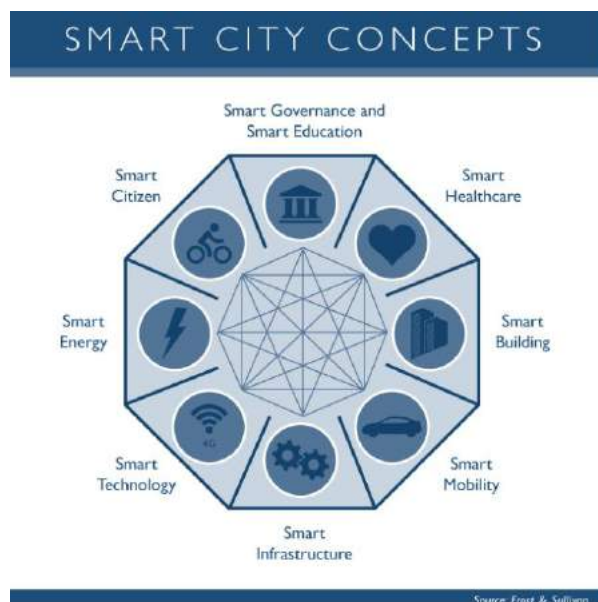 SMART CITY CONCEPTS
Smart Governance and
Smart Education
Smart
Citizen
Smart
Healthcare
Smart
Energy
Smart
Building
4G
Smart
Technology
Smart
Mobility
Smart
Infrastructure
Source: Frost & Sullivan